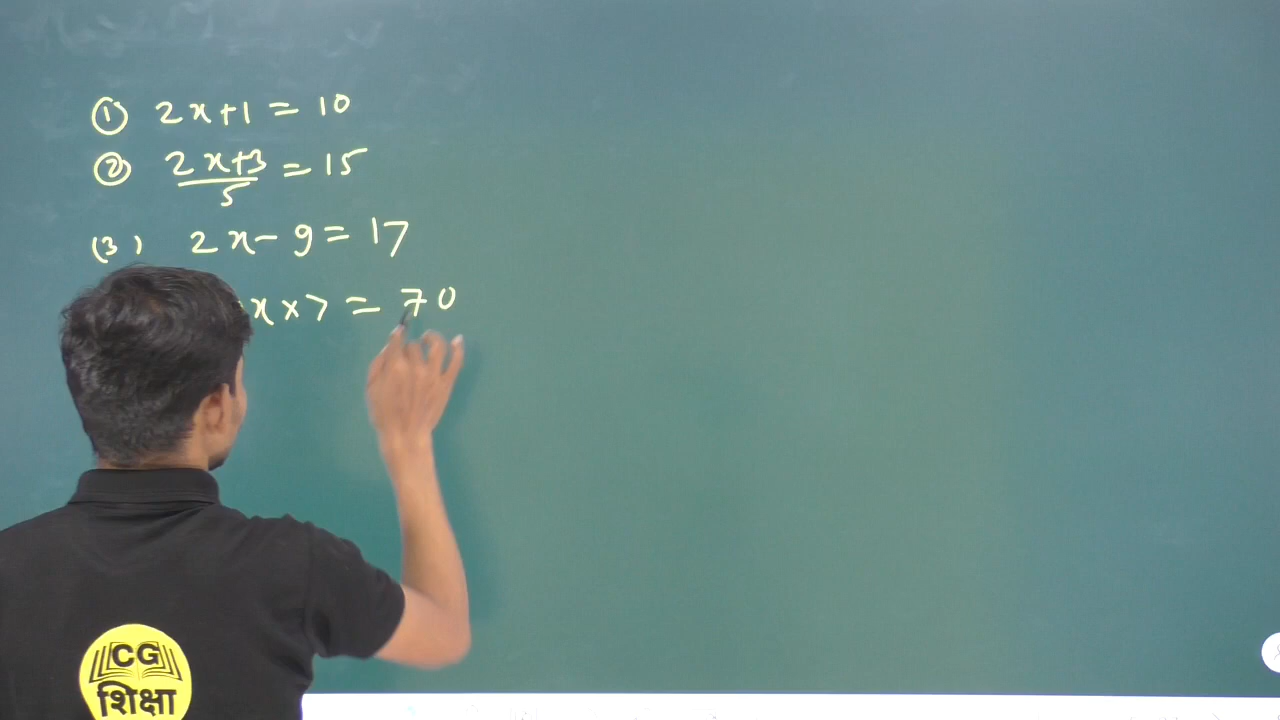 ① 2x+1 = 10
② 2x+3/5 = 15
(3) 2x-9 = 17
x×7 = 70
CG
शिक्षा